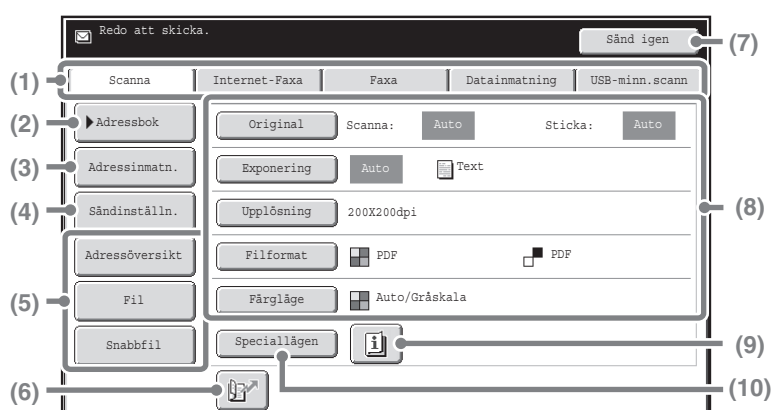 Redo att skicka.
Sänd igen (7)
(1) Scanna Internet-Faxa Faxa Datainmatning USB-minn.scann
(2) Adressbok Original Scanna: Auto Sticka: Auto
(3) Adressinmatn. Exponering Auto Text
(4) Sändinställn. Upplösning 200X200dpi (8)
Adressöversikt Filformat PDF PDF
(5) Fil Färgläge Auto/Gråskala
Snabbfil Speciallägen (9)
(6) (10)